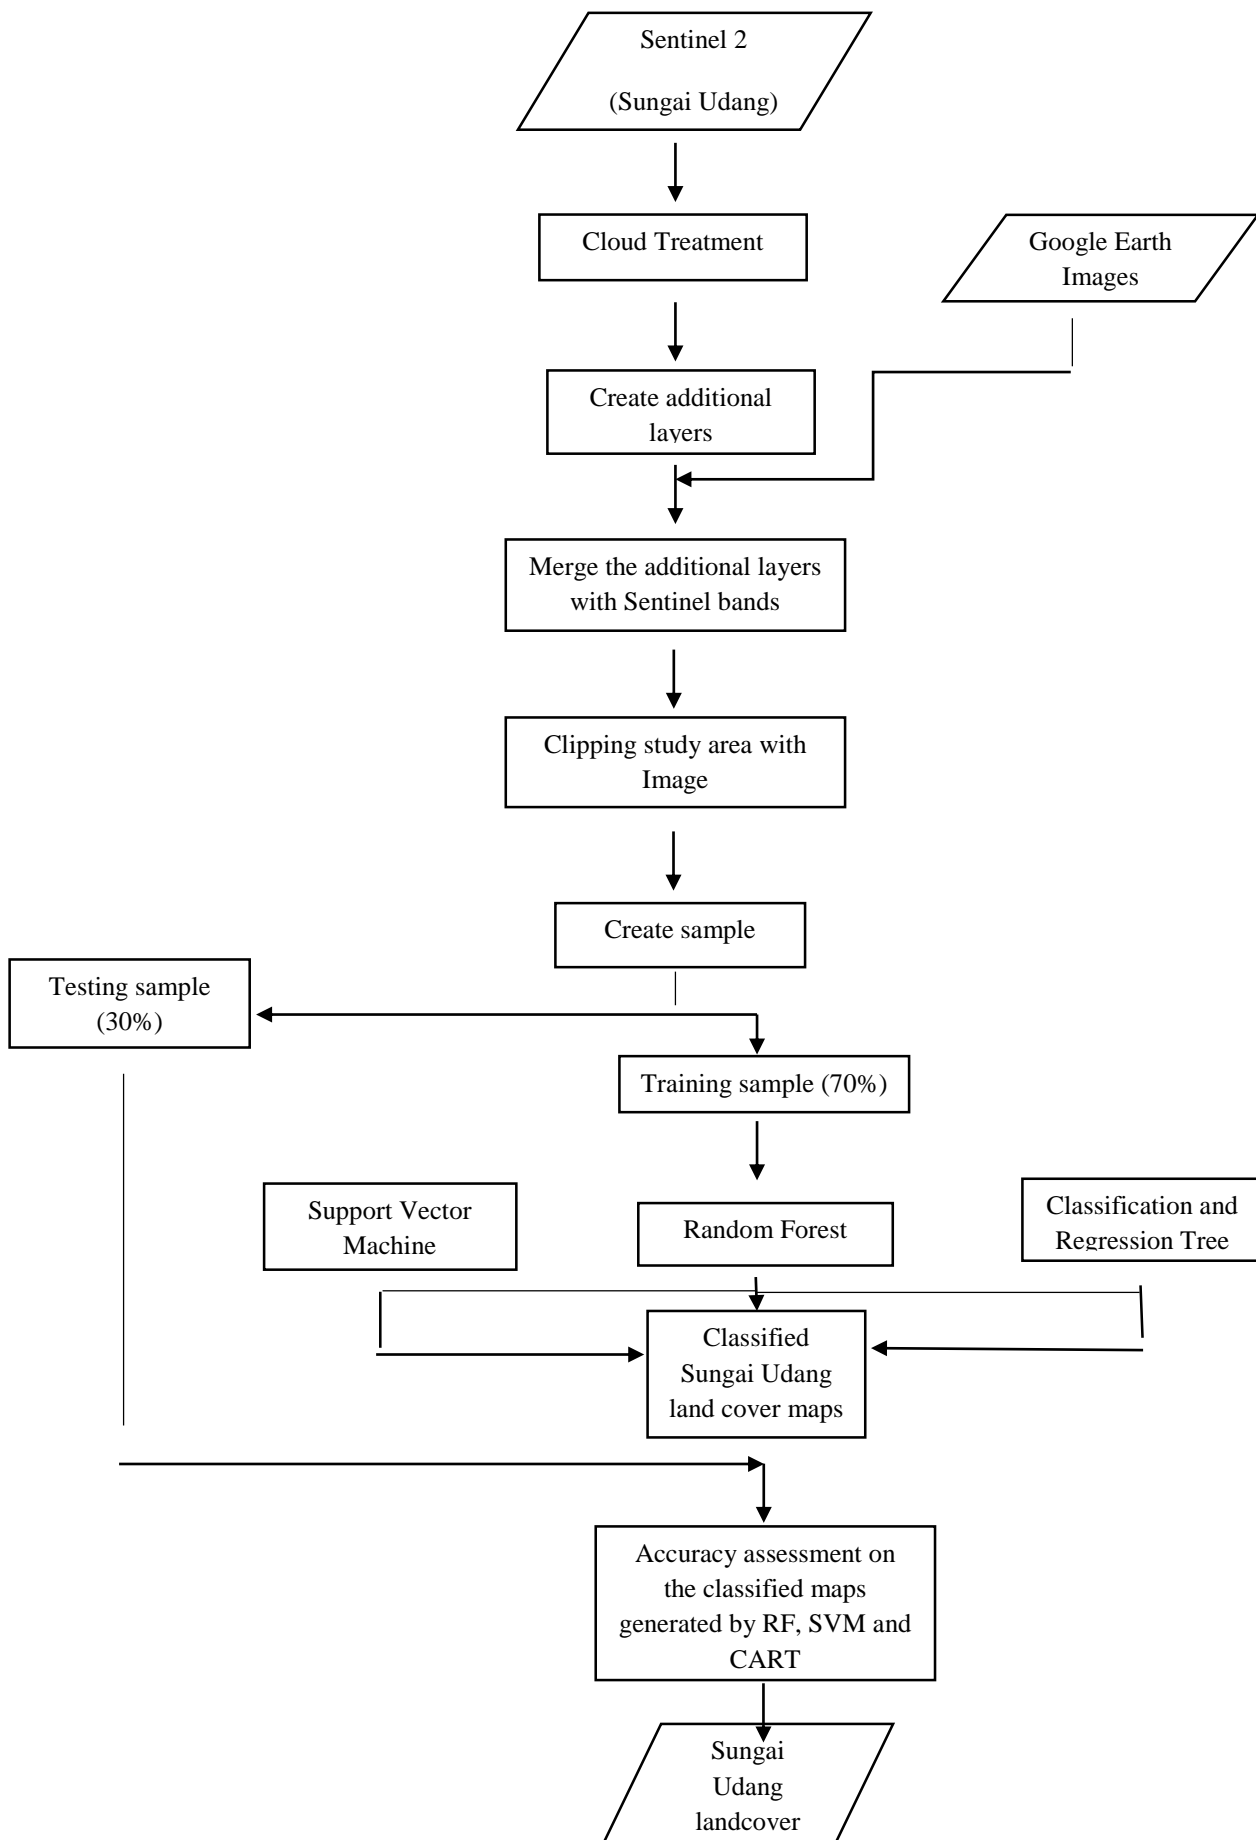 Sentinel 2
(Sungai Udang)
Cloud Treatment
Google Earth
Images
Create additional
layers
Merge the additional layers
with Sentinel bands
Clipping study area with
Image
Create sample
Testing sample
(30%)
Training sample (70%)
Support Vector
Machine
Random Forest
Classification and
Regression Tree
Classified
Sungai Udang
land cover maps
Accuracy assessment on
the classified maps
generated by RF, SVM and
CART
Sungai
Udang
landcover